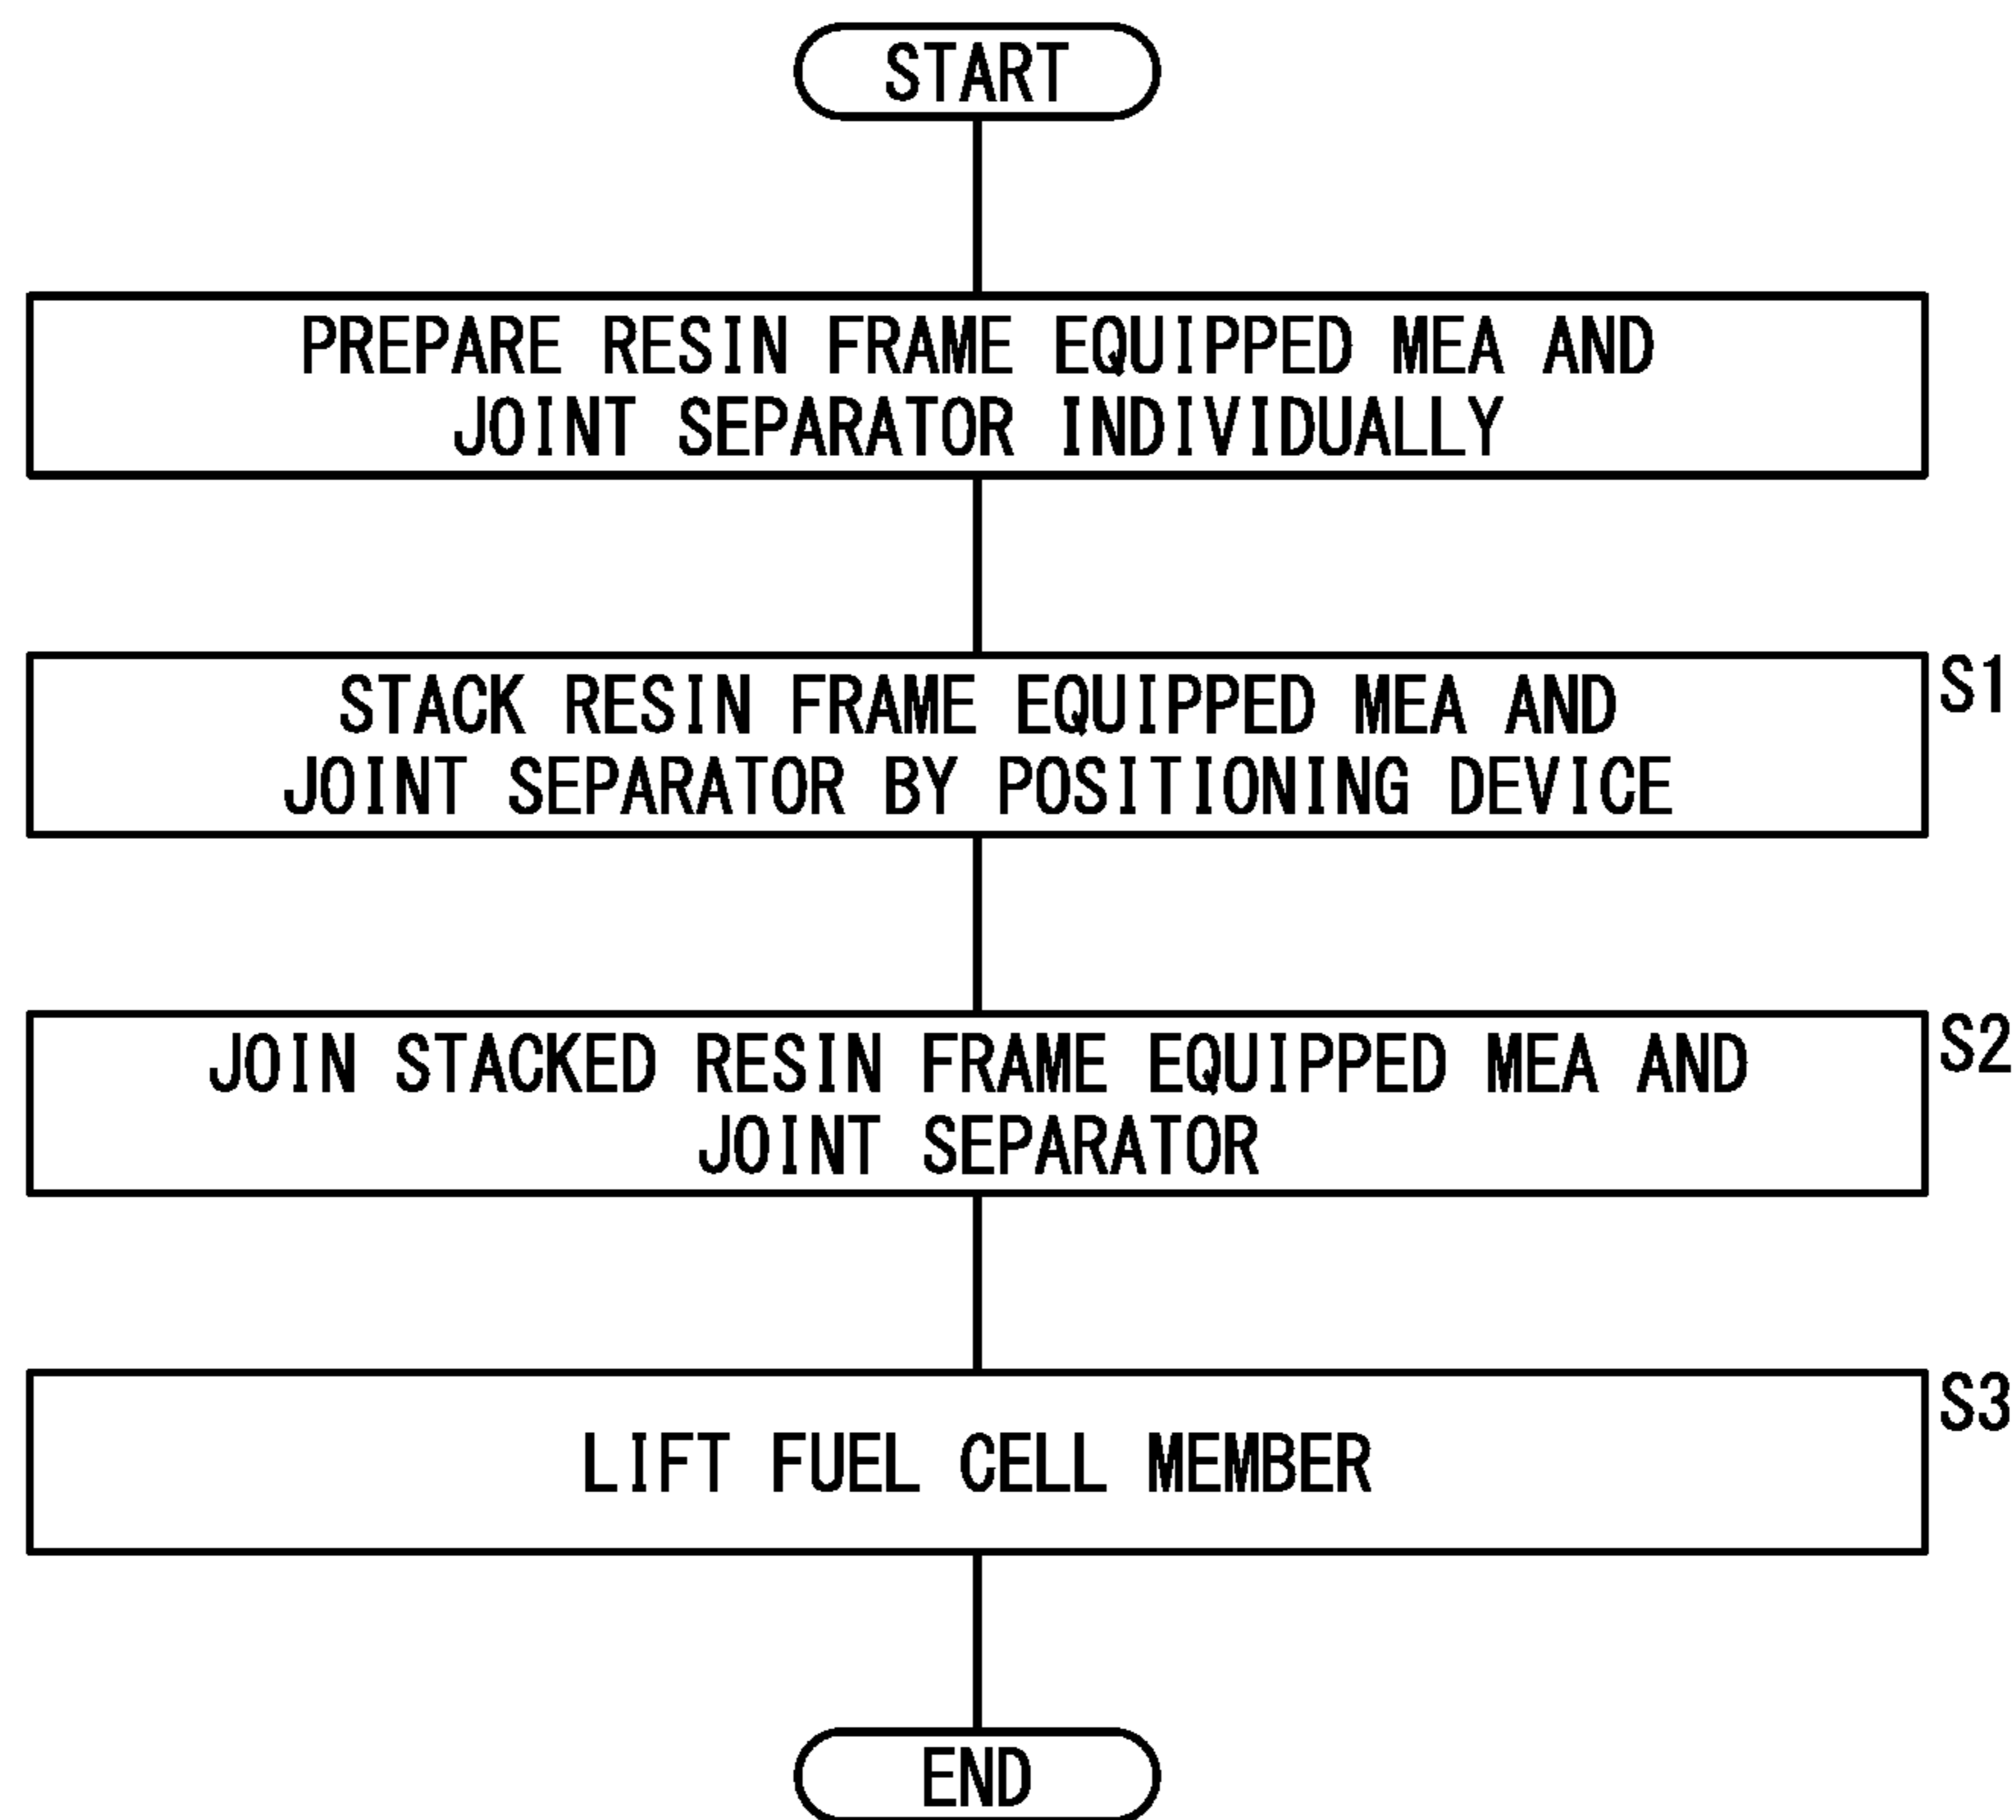 START
PREPARE RESIN FRAME EQUIPPED MEA AND
JOINT SEPARATOR INDIVIDUALLY
S1
STACK RESIN FRAME EQUIPPED MEA AND
JOINT SEPARATOR BY POSITIONING DEVICE
S2
JOIN STACKED RESIN FRAME EQUIPPED MEA AND
JOINT SEPARATOR
S3
LIFT FUEL CELL MEMBER
END